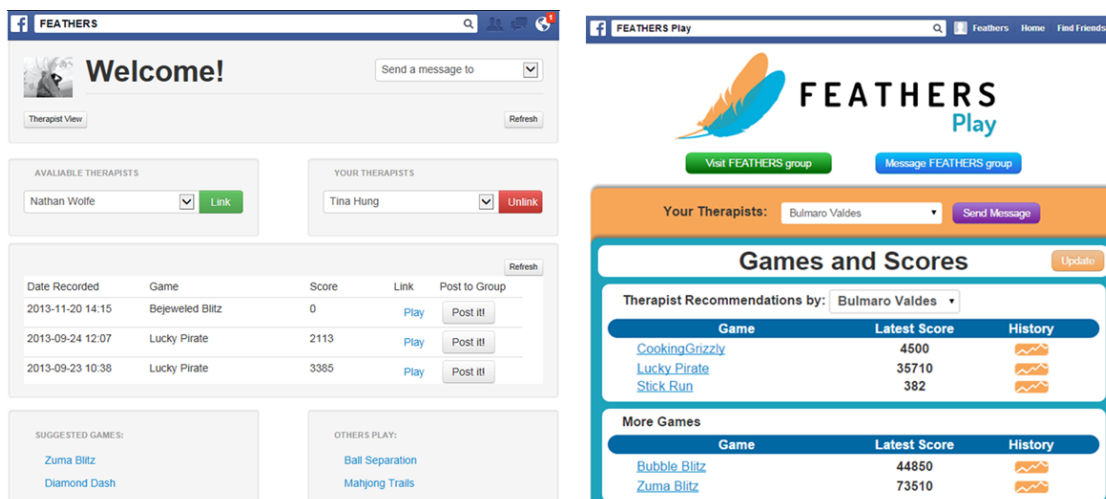 FEATHERS
1
Welcome!
Send a message to
Therapist View
Refresh
AVALIABLE THERAPISTS
Nathan Wolfe
Link
YOUR THERAPISTS
Tina Hung
Unlink
Refresh
Date Recorded Game Score Link Post to Group
2013-11-20 14:15 Bejeweled Blitz 0 Play Post it!
2013-09-24 12:07 Lucky Pirate 2113 Play Post it!
2013-09-23 10:38 Lucky Pirate 3385 Play Post it!
SUGGESTED GAMES:
Zuma Blitz
Diamond Dash
OTHERS PLAY:
Ball Separation
Mahjong Trails
FEATHERS Play
Feathers Home Find Friends
FEATHERS
Play
Visit FEATHERS group
Message FEATHERS group
Your Therapists: Bulmaro Valdes Send Message
Games and Scores
Update
Therapist Recommendations by: Bulmaro Valdes
Game Latest Score History
CookingGrizzly 4500
Lucky Pirate 35710
Stick Run 382
More Games
Game Latest Score History
Bubble Blitz 44850
Zuma Blitz 73510